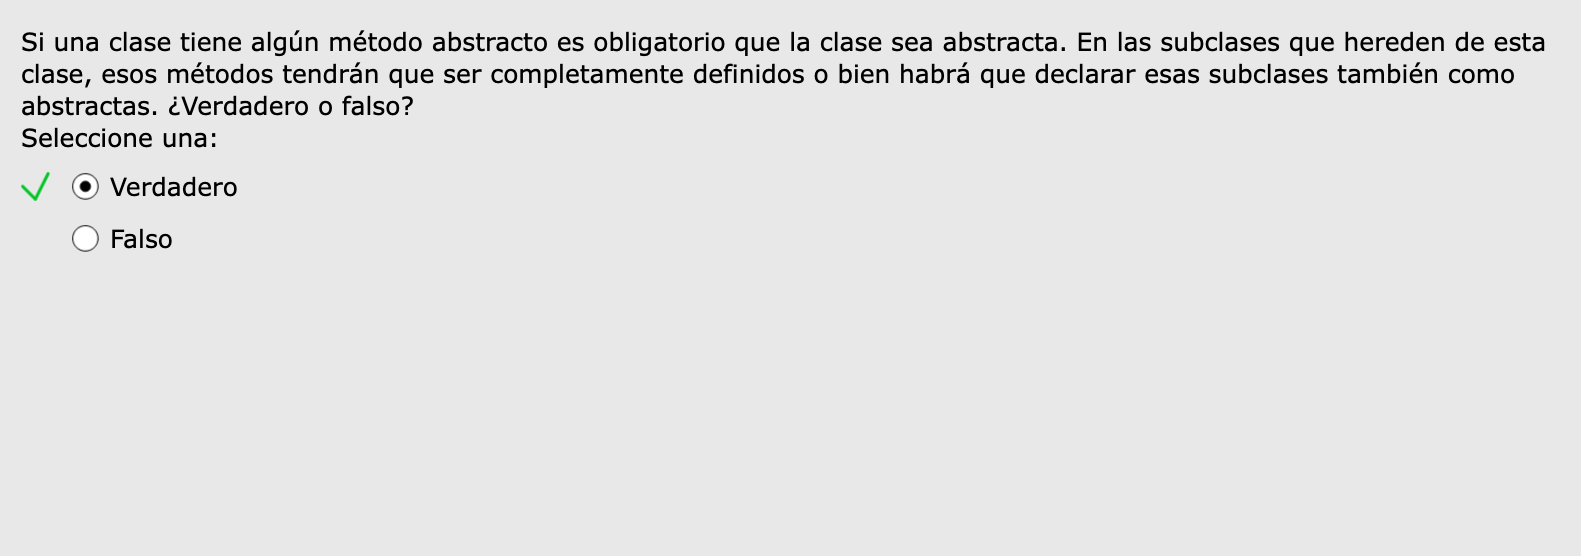 Si una clase tiene algún método abstracto es obligatorio que la clase sea abstracta. En las subclases que hereden de esta
clase, esos métodos tendrán que ser completamente definidos o bien habrá que declarar esas subclases también como
abstractas. ¿Verdadero o falso?
Seleccione una:
Verdadero
Falso